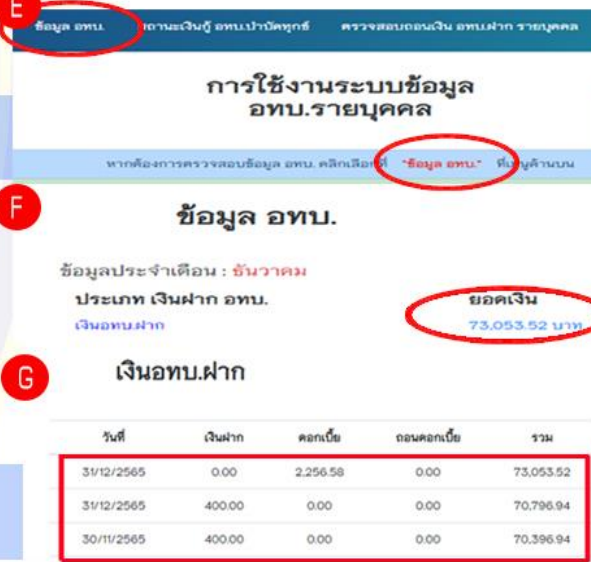 E
ข้อมูล อทบ. สถานะเงินกู้ อทบ.บำบัดทุกข์ ตรวจสอบถอนเงิน อทบ.ฝาก รายบุคคล
การใช้งานระบบข้อมูล
อทบ.รายบุคคล
หากต้องการตรวจสอบข้อมูล อทบ. คลิกเลือกที่ "ข้อมูล อทบ." ที่เมนูด้านบน
F
ข้อมูล อทบ.
ข้อมูลประจำเดือน : ธันวาคม
ประเภท เงินฝาก อทบ. ยอดเงิน
เงินอทบ.ฝาก 73,053.52 บาท
G
เงินอทบ.ฝาก
วันที่ เงินฝาก ดอกเบี้ย ถอนดอกเบี้ย รวม
31/12/2565 0.00 2,256.58 0.00 73,053.52
31/12/2565 400.00 0.00 0.00 70,796.94
30/11/2565 400.00 0.00 0.00 70,396.94